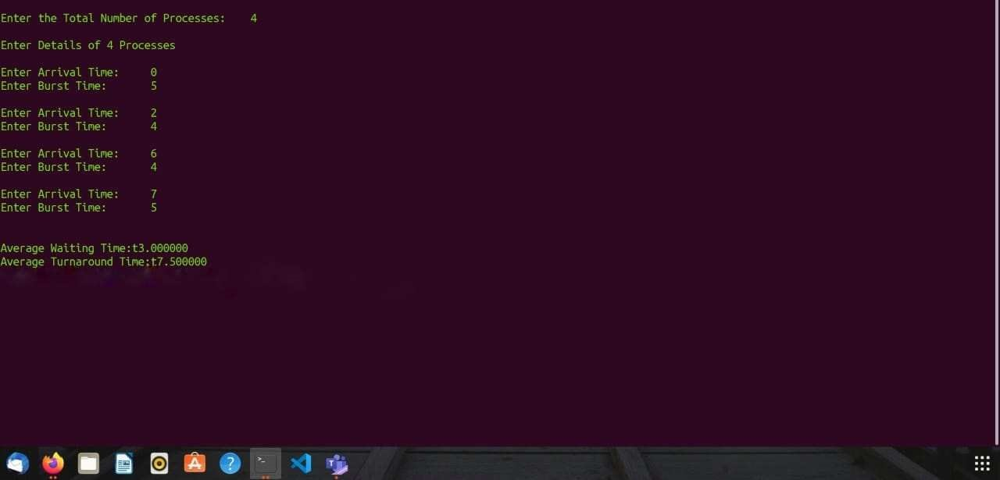 Enter the Total Number of Processes:    4
Enter Details of 4 Processes
Enter Arrival Time:     0
Enter Burst Time:       5
Enter Arrival Time:     2
Enter Burst Time:       4
Enter Arrival Time:     6
Enter Burst Time:       4
Enter Arrival Time:     7
Enter Burst Time:       5
Average Waiting Time:t3.000000
Average Turnaround Time:t7.500000